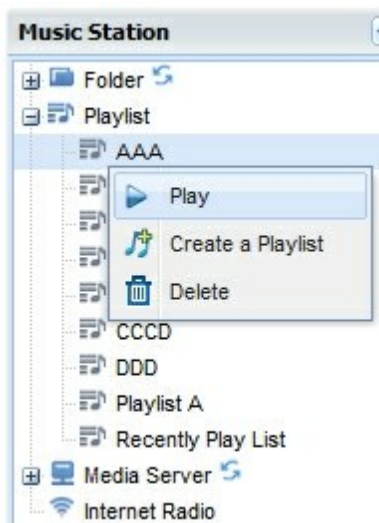 Music Station
Folder
Playlist
AAA
Play
Create a Playlist
Delete
CCCD
DDD
Playlist A
Recently Play List
Media Server
Internet Radio